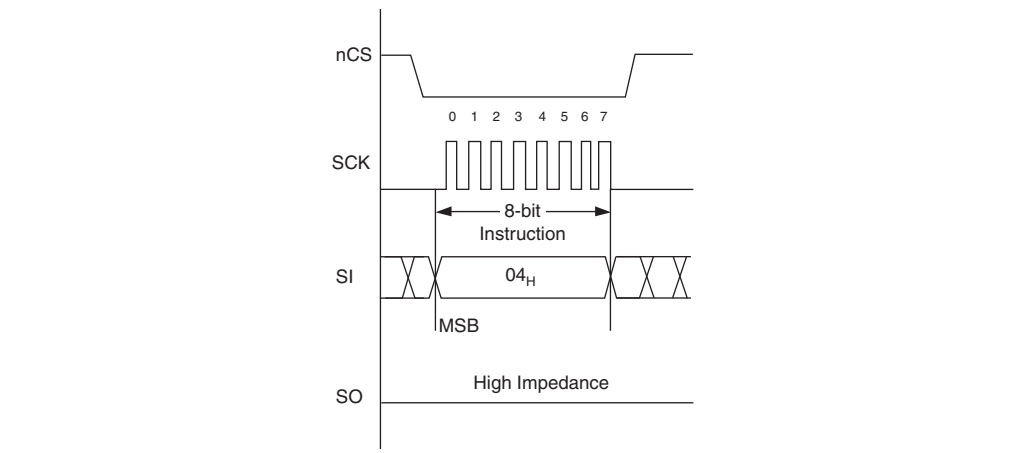 nCS
0 1 2 3 4 5 6 7
SCK
8-bit
Instruction
SI
04H
MSB
High Impedance
SO